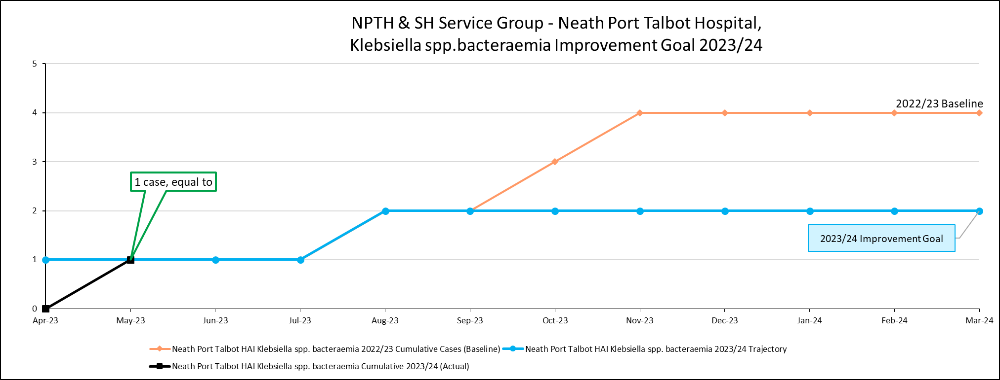 NPTH & SH Service Group - Neath Port Talbot Hospital,
Klebsiella spp.bacteraemia Improvement Goal 2023/24
5
4
3
2
1
0
2022/23 Baseline
1 case, equal to
2023/24 Improvement Goal
Apr-23 May-23 Jun-23 Jul-23 Aug-23 Sep-23 Oct-23 Nov-23 Dec-23 Jan-24 Feb-24 Mar-24
Neath Port Talbot HAI Klebsiella spp. bacteraemia 2022/23 Cumulative Cases (Baseline) Neath Port Talbot HAI Klebsiella spp. bacteraemia 2023/24 Trajectory
Neath Port Talbot HAI Klebsiella spp. bacteraemia Cumulative 2023/24 (Actual)